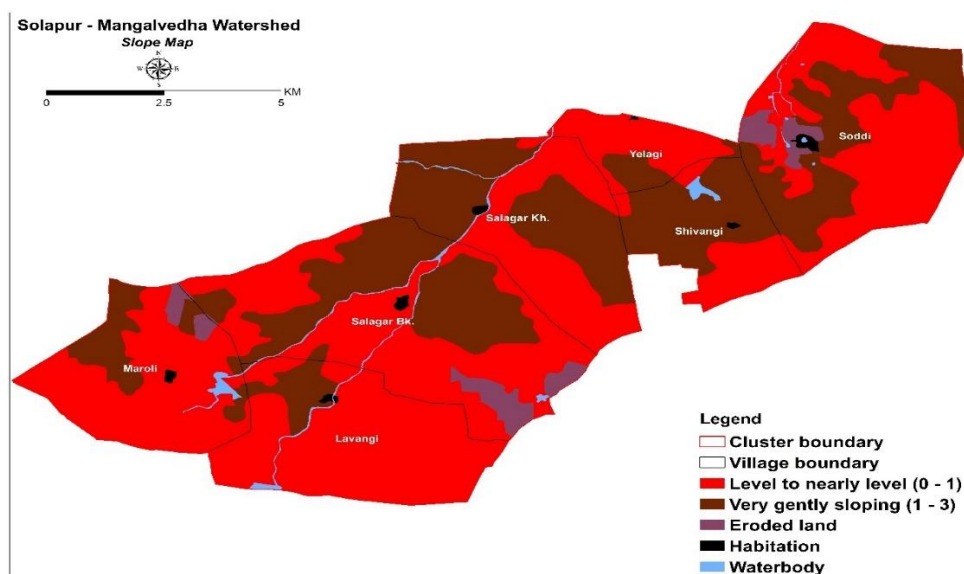 Solapur - Mangalvedha Watershed
Slope Map
N
W E
S
KM
0 2.5 5
Soddi
Yelagi
Salagar Kh.
Shivangi
Salagar Bk.
Maroli
Lavangi
Legend
Cluster boundary
Village boundary
Level to nearly level (0 - 1)
Very gently sloping (1 - 3)
Eroded land
Habitation
Waterbody